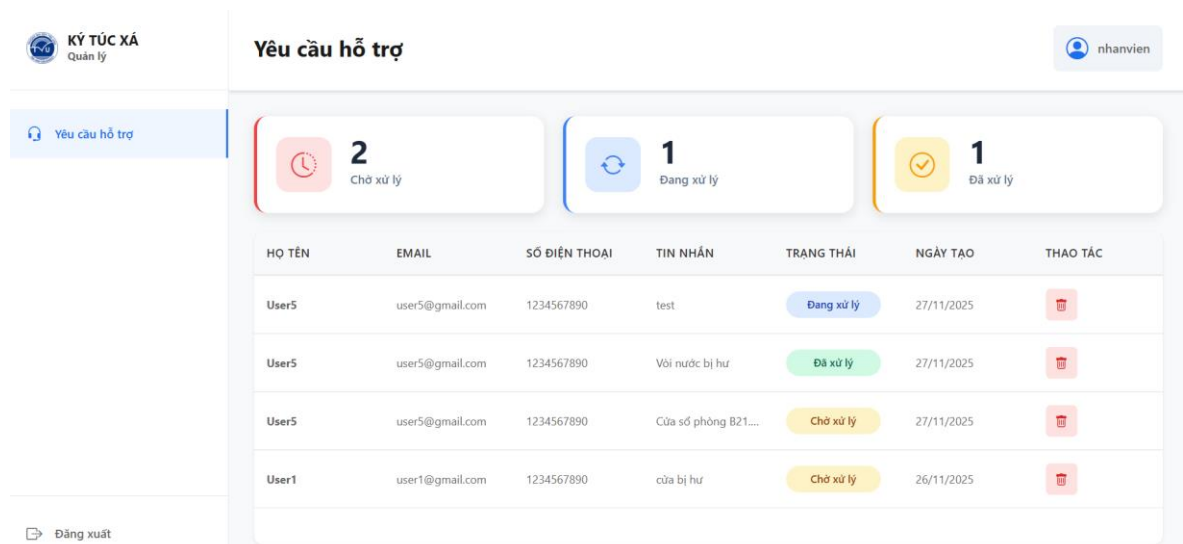 KÝ TÚC XÁ
Quản lý
Yêu cầu hỗ trợ
nhanvien
Yêu cầu hỗ trợ
2
Chờ xử lý
1
Đang xử lý
1
Đã xử lý
HỌ TÊN EMAIL SỐ ĐIỆN THOẠI TIN NHẮN TRẠNG THÁI NGÀY TẠO THAO TÁC
User5 user5@gmail.com 1234567890 test Đang xử lý 27/11/2025
User5 user5@gmail.com 1234567890 Vòi nước bị hư Đã xử lý 27/11/2025
User5 user5@gmail.com 1234567890 Cửa sổ phòng B21.... Chờ xử lý 27/11/2025
User1 user1@gmail.com 1234567890 cửa bị hư Chờ xử lý 26/11/2025
Đăng xuất